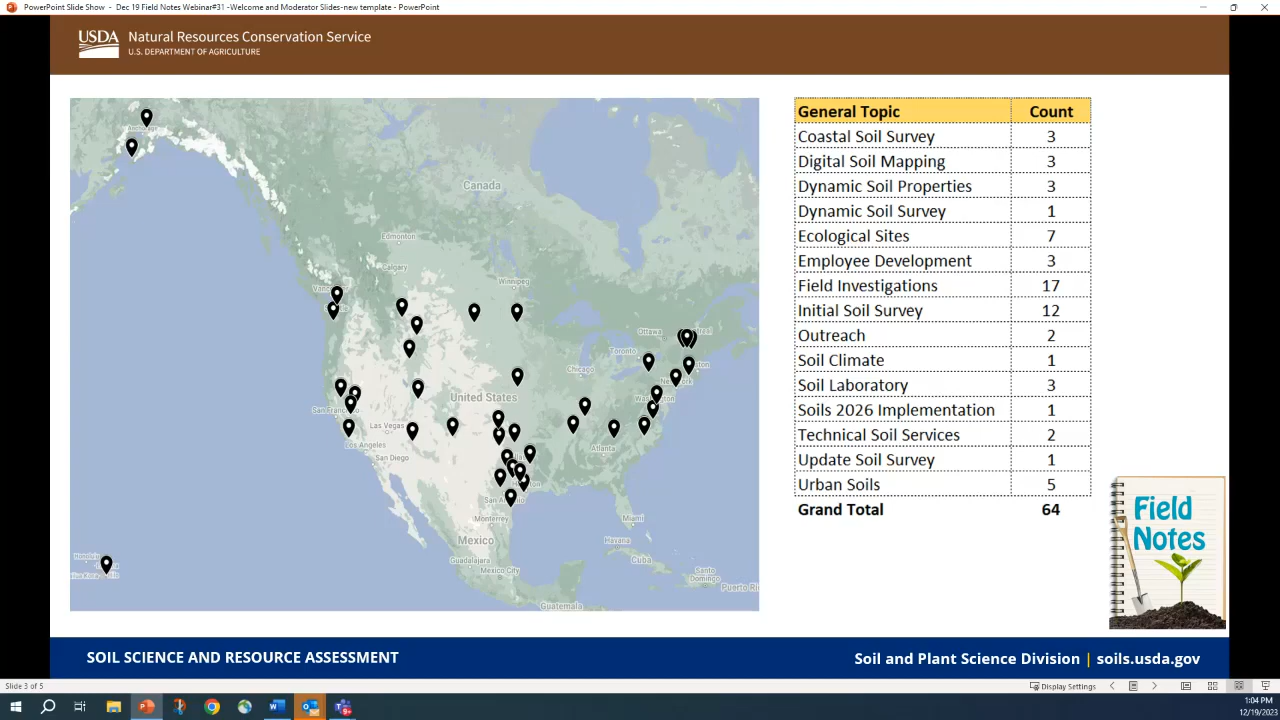 PowerPoint Slide Show - Dec 19 Field Notes Webinar#31 -Welcome and Moderator Slides-new template - PowerPoint
USDA Natural Resources Conservation Service
U.S. DEPARTMENT OF AGRICULTURE
Anchorage
Canada
Edmonton
Calgary
Winnipeg
Ottawa
Toronto
Chicago
New York
United States
San Francisco
Las Vegas
Los Angeles
Atlanta
San Diego
Houston
San Antonio
Monterrey
Miami
Havana
Mexico
Cuba
Guadalajara
Mexico City
Santo
Domingo
Puerto Ri
Guatemala
Honolulu
General Topic Count
Coastal Soil Survey 3
Digital Soil Mapping 3
Dynamic Soil Properties 3
Dynamic Soil Survey 1
Ecological Sites 7
Employee Development 3
Field Investigations 17
Initial Soil Survey 12
Outreach 2
Soil Climate 1
Soil Laboratory 3
Soils 2026 Implementation 1
Technical Soil Services 2
Update Soil Survey 1
Urban Soils 5
Grand Total 64
Field
Notes
SOIL SCIENCE AND RESOURCE ASSESSMENT
Soil and Plant Science Division | soils.usda.gov
Slide 3 of 5
Display Settings
1:04 PM
12/19/2023